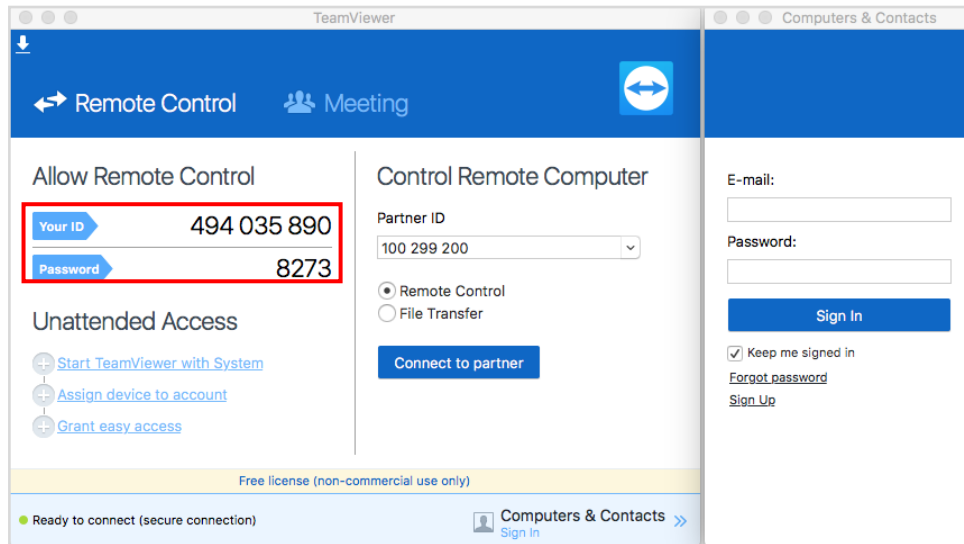 TeamViewer
Remote Control
Meeting
Allow Remote Control
Your ID 494 035 890
Password 8273
Unattended Access
Start TeamViewer with System
Assign device to account
Grant easy access
Control Remote Computer
Partner ID
100 299 200
Remote Control
File Transfer
Connect to partner
Free license (non-commercial use only)
Ready to connect (secure connection)
Computers & Contacts
Sign In
Computers & Contacts
E-mail:
Password:
Sign In
Keep me signed in
Forgot password
Sign Up